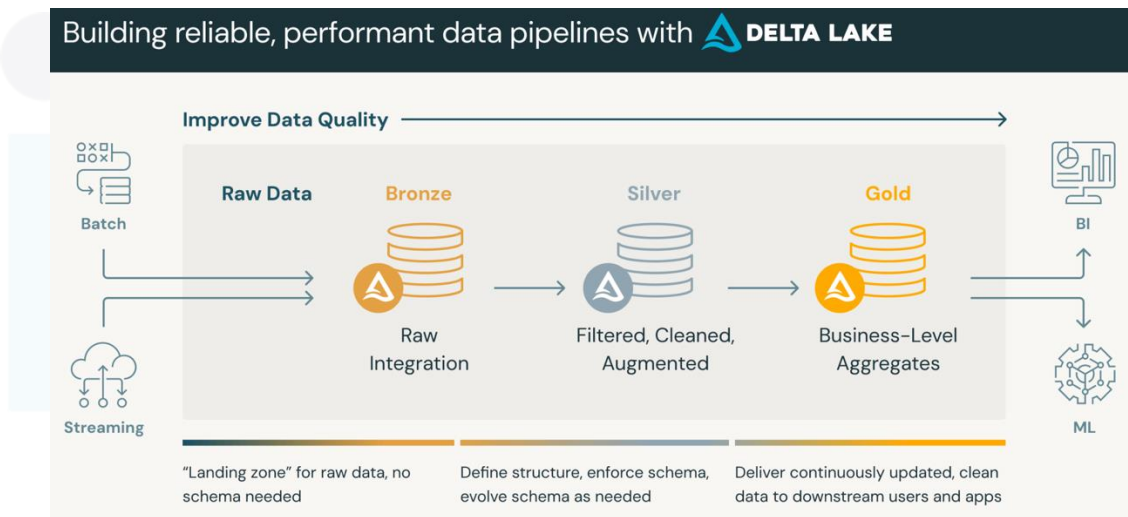 Building reliable, performant data pipelines with DELTA LAKE
Improve Data Quality
Batch
Streaming
Raw Data
Bronze
Raw
Integration
Silver
Filtered, Cleaned,
Augmented
Gold
Business-Level
Aggregates
BI
ML
“Landing zone” for raw data, no
schema needed
Define structure, enforce schema,
evolve schema as needed
Deliver continuously updated, clean
data to downstream users and apps